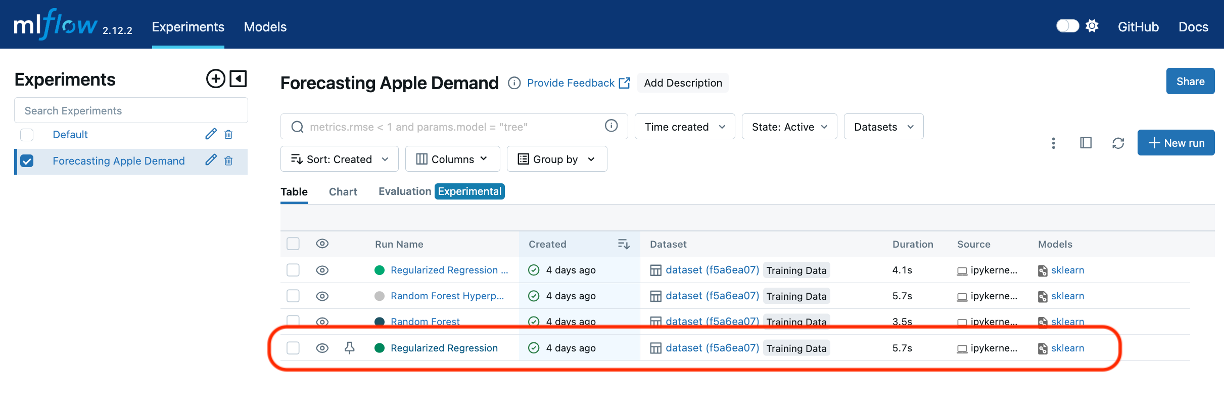 mlflow 2.12.2 Experiments Models GitHub Docs
Experiments
Search Experiments
Default
Forecasting Apple Demand
Forecasting Apple Demand Provide Feedback Add Description Share
metrics.rmse < 1 and params.model = "tree" Time created State: Active Datasets
Sort: Created Columns Group by + New run
Table Chart Evaluation Experimental
Run Name Created Dataset Duration Source Models
Regularized Regression ... 4 days ago dataset (f5a6ea07) Training Data 4.1s ipykerne... sklearn
Random Forest Hyperp... 4 days ago dataset (f5a6ea07) Training Data 5.7s ipykerne... sklearn
Random Forest 4 days ago dataset (f5a6ea07) Training Data 3.5s ipykerne... sklearn
Regularized Regression 4 days ago dataset (f5a6ea07) Training Data 5.7s ipykerne... sklearn